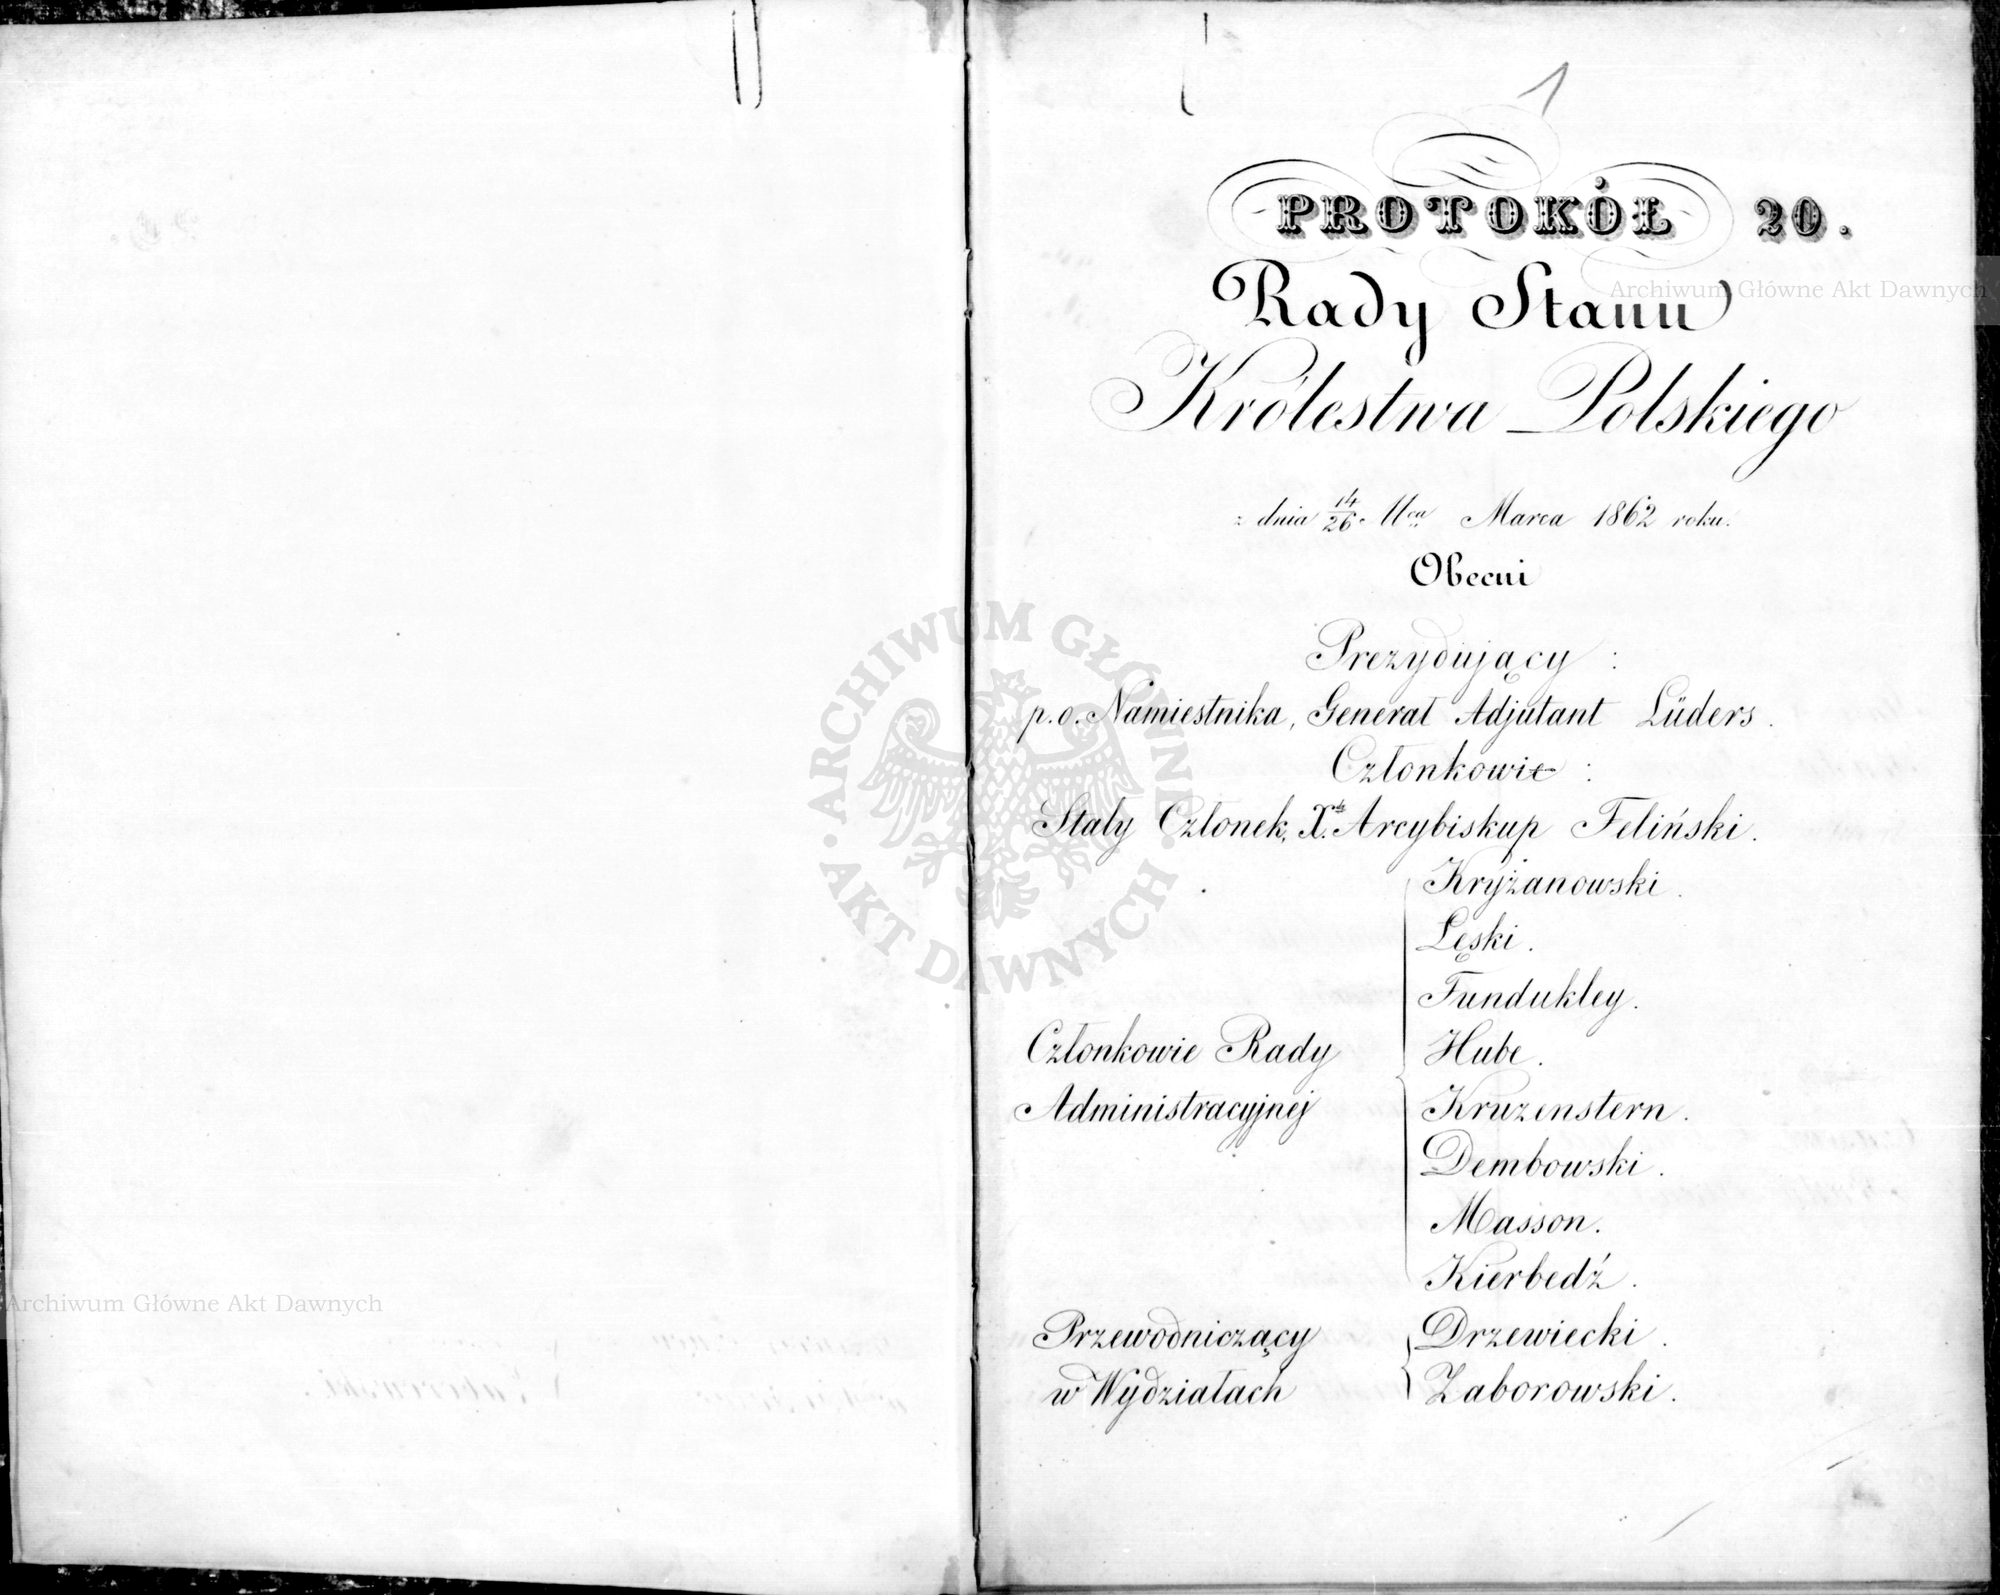 1
PROTOKÓŁ 20.
Rady Stanu
Królestwa Polskiego
z dnia 14/26 Mca Marca 1862 roku.
Obecni
Prezydujący :
p. o. Namiestnika, Generał Adjutant Lüders.
Członkowie :
Stały Członek, X. Arcybiskup Feliński.
Kryżanowski.
Łęski.
Fundukley.
Członkowie Rady Hube.
Administracyjnej Kruzenstern.
Dembowski.
Masson.
Kierbedź.
Przewodniczący Drzewiecki.
w Wydziałach Zaborowski.
Archiwum Główne Akt Dawnych
ARCHIWUM GŁÓWNE AKT DAWNYCH
Archiwum Główne Akt Dawnych